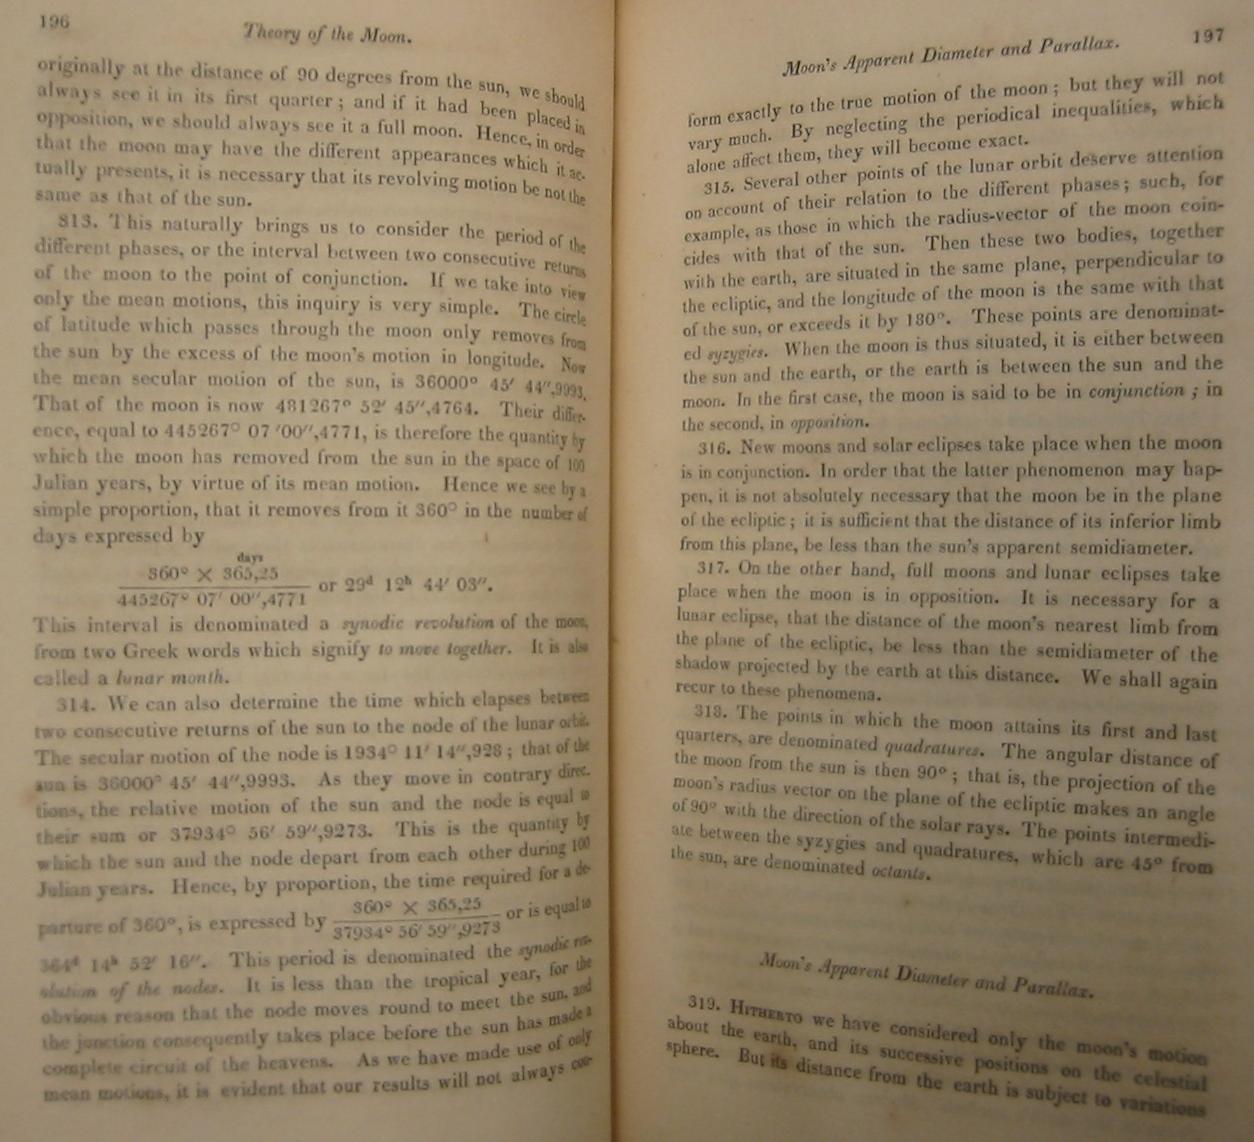 196
Theory of the Moon.
originally at the distance of 90 degrees from the sun, we should
always see it in its first quarter ; and if it had been placed in
opposition, we should always see it a full moon. Hence, in order
that the moon may have the different appearances which it ac-
tually presents, it is necessary that its revolving motion be not the
same as that of the sun.
313. This naturally brings us to consider the period of the
different phases, or the interval between two consecutive returns
of the moon to the point of conjunction. If we take into view
only the mean motions, this inquiry is very simple. The circle
of latitude which passes through the moon only removes from
the sun by the excess of the moon's motion in longitude. Now
the mean secular motion of the sun, is 36000° 45′ 44″,9993.
That of the moon is now 481267° 52′ 45″,4764. Their differ-
ence, equal to 445267° 07 ′00″,4771, is therefore the quantity by
which the moon has removed from the sun in the space of 100
Julian years, by virtue of its mean motion. Hence we see by a
simple proportion, that it removes from it 360° in the number of
days expressed by
days
360° × 365,25
445267° 07′ 00″,4771 or 29d 12h 44′ 03″.
This interval is denominated a synodic revolution of the moon,
from two Greek words which signify to move together. It is also
called a lunar month.
314. We can also determine the time which elapses between
two consecutive returns of the sun to the node of the lunar orbit.
The secular motion of the node is 1934° 11′ 14″,928 ; that of the
sun is 36000° 45′ 44″,9993. As they move in contrary direc-
tions, the relative motion of the sun and the node is equal to
their sum or 37934° 56′ 59″,9273. This is the quantity by
which the sun and the node depart from each other during 100
Julian years. Hence, by proportion, the time required for a de-
parture of 360°, is expressed by 360° × 365,25 / 37934° 56′ 59″,9273 or is equal to
364d 14h 52′ 16″. This period is denominated the synodic rev-
olution of the nodes. It is less than the tropical year, for the
obvious reason that the node moves round to meet the sun, and
the junction consequently takes place before the sun has made a
complete circuit of the heavens. As we have made use of only
mean motions, it is evident that our results will not always con-
197
Moon's Apparent Diameter and Parallax.
form exactly to the true motion of the moon ; but they will not
vary much. By neglecting the periodical inequalities, which
alone affect them, they will become exact.
315. Several other points of the lunar orbit deserve attention
on account of their relation to the different phases ; such, for
example, as those in which the radius-vector of the moon coin-
cides with that of the sun. Then these two bodies, together
with the earth, are situated in the same plane, perpendicular to
the ecliptic, and the longitude of the moon is the same with that
of the sun, or exceeds it by 180°. These points are denominat-
ed syzygies. When the moon is thus situated, it is either between
the sun and the earth, or the earth is between the sun and the
moon. In the first case, the moon is said to be in conjunction ; in
the second, in opposition.
316. New moons and solar eclipses take place when the moon
is in conjunction. In order that the latter phenomenon may hap-
pen, it is not absolutely necessary that the moon be in the plane
of the ecliptic ; it is sufficient that the distance of its inferior limb
from this plane, be less than the sun's apparent semidiameter.
317. On the other hand, full moons and lunar eclipses take
place when the moon is in opposition. It is necessary for a
lunar eclipse, that the distance of the moon's nearest limb from
the plane of the ecliptic, be less than the semidiameter of the
shadow projected by the earth at this distance. We shall again
recur to these phenomena.
318. The points in which the moon attains its first and last
quarters, are denominated quadratures. The angular distance of
the moon from the sun is then 90° ; that is, the projection of the
moon's radius vector on the plane of the ecliptic makes an angle
of 90° with the direction of the solar rays. The points intermedi-
ate between the syzygies and quadratures, which are 45° from
the sun, are denominated octants.
Moon's Apparent Diameter and Parallax.
319. HITHERTO we have considered only the moon's motion
about the earth, and its successive positions on the celestial
sphere. But its distance from the earth is subject to variations